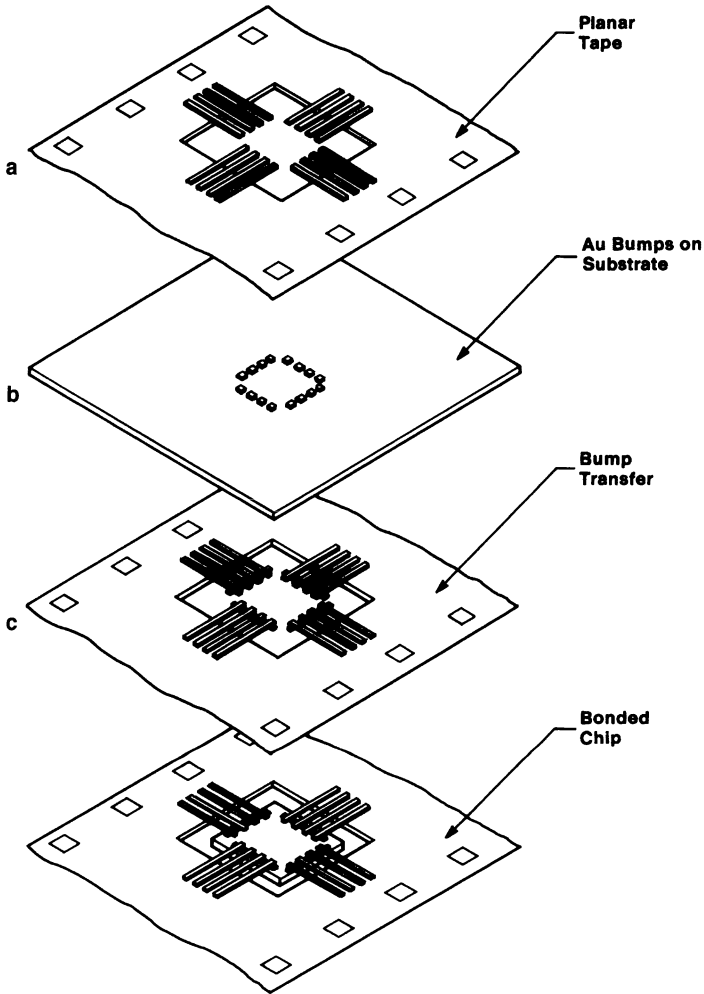 Planar
Tape
a
Au Bumps on
Substrate
b
Bump
Transfer
c
Bonded
Chip